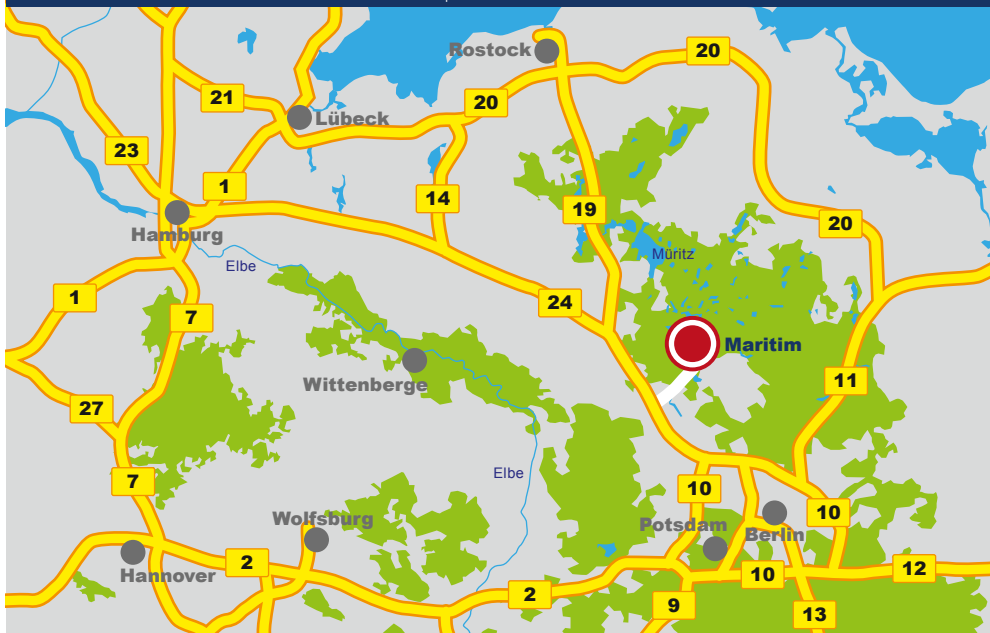 Rostock
20
21
20
Lübeck
23
1
14
19
20
Hamburg
Müritz
Elbe
1
24
7
Maritim
Wittenberge
11
27
Elbe
7
10
10
Wolfsburg
Potsdam
Berlin
Hannover
2
10
12
2
9
13